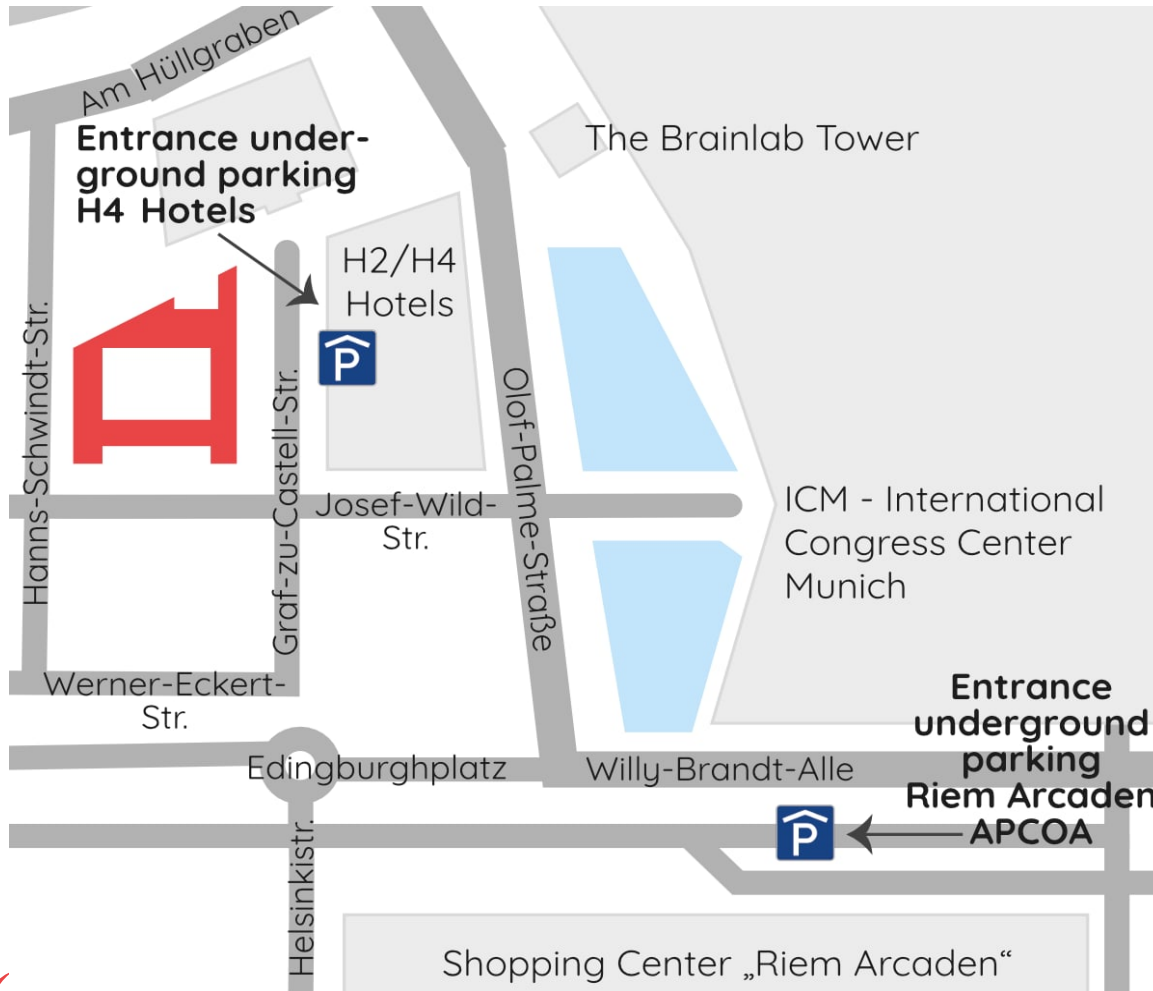 Am Hüllgraben
Entrance under-
ground parking
H4 Hotels
The Brainlab Tower
H2/H4
Hotels
P
Hanns-Schwindt-Str.
Graf-zu-Castell-Str.
Olof-Palme-Straße
Josef-Wild-
Str.
ICM - International
Congress Center
Munich
Werner-Eckert-
Str.
Entrance
underground
parking
Riem Arcaden
APCOA
Edingburghplatz
Willy-Brandt-Alle
P
Helsinkistr.
Shopping Center „Riem Arcaden“